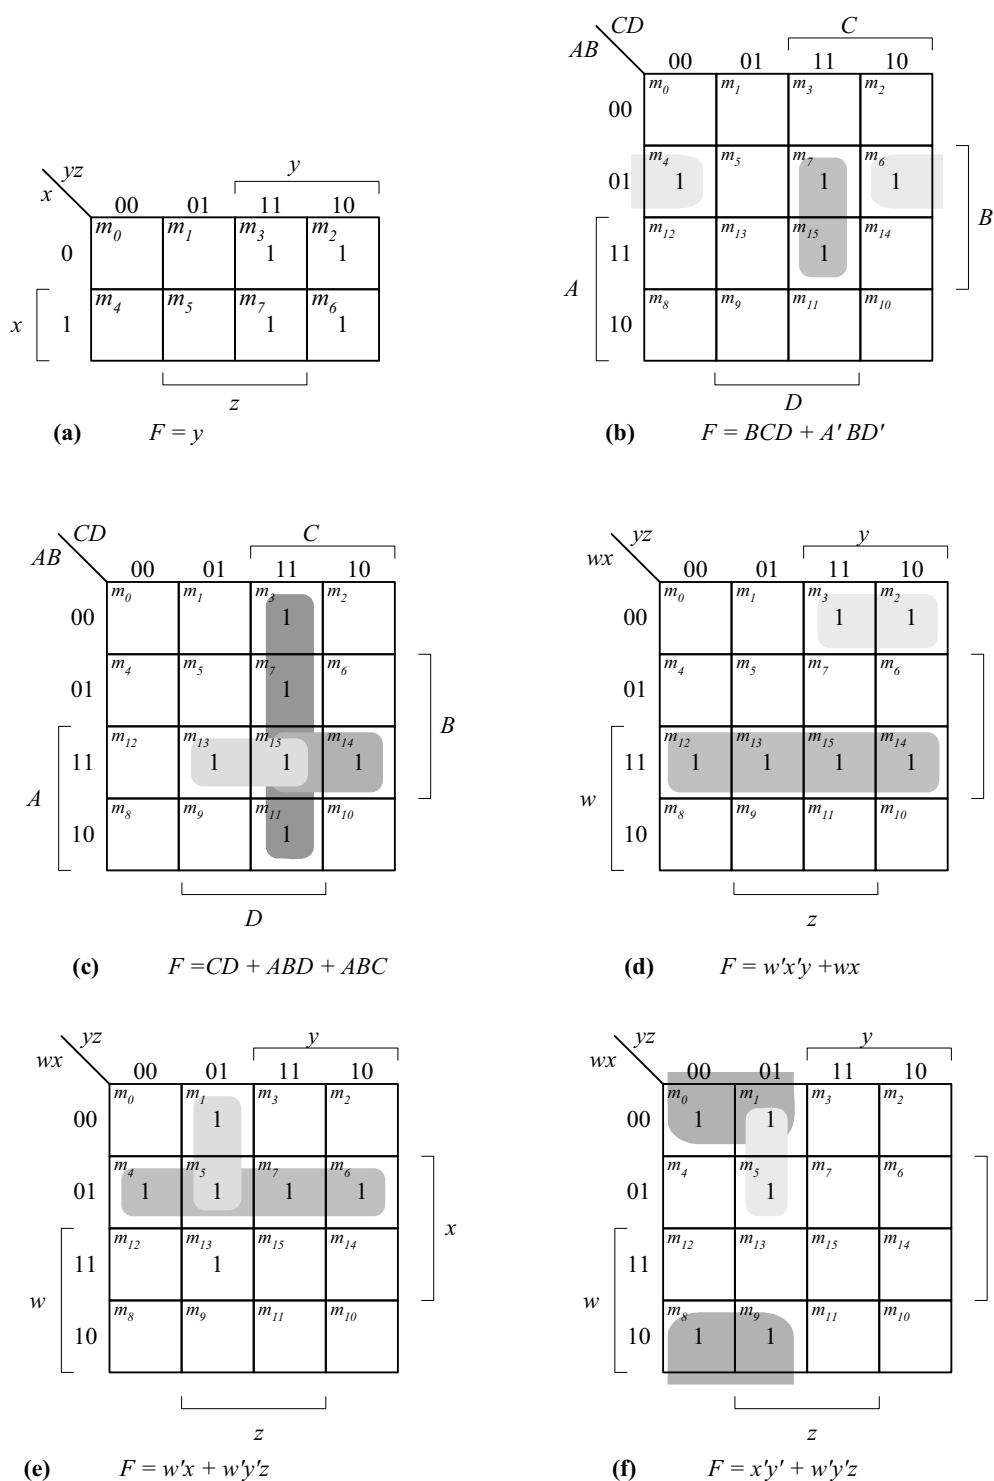 yz
y
x
00 01 11 10
m0 m1 m3 m2
0 1 1
m4 m5 m7 m6
x 1 1 1
z
(a) F = y
CD
C
AB
00 01 11 10
m0 m1 m3 m2
00
m4 m5 m7 m6
01 1 1 1
B
m12 m13 m15 m14
11 1
A
m8 m9 m11 m10
10
D
(b) F = BCD + A' BD'
CD
C
AB
00 01 11 10
m0 m1 m3 m2
00 1
m4 m5 m7 m6
01 1
B
m12 m13 m15 m14
11 1 1 1
A
m8 m9 m11 m10
10 1
D
(c) F =CD + ABD + ABC
yz
y
wx
00 01 11 10
m0 m1 m3 m2
00 1 1
m4 m5 m7 m6
01
m12 m13 m15 m14
11 1 1 1 1
w
m8 m9 m11 m10
10
z
(d) F = w'x'y +wx
yz
y
wx
00 01 11 10
m0 m1 m3 m2
00 1
m4 m5 m7 m6
01 1 1 1 1
x
m12 m13 m15 m14
11 1
w
m8 m9 m11 m10
10
z
(e) F = w'x + w'y'z
yz
y
wx
00 01 11 10
m0 m1 m3 m2
00 1 1
m4 m5 m7 m6
01 1
m12 m13 m15 m14
11
w
m8 m9 m11 m10
10 1 1
z
(f) F = x'y' + w'y'z